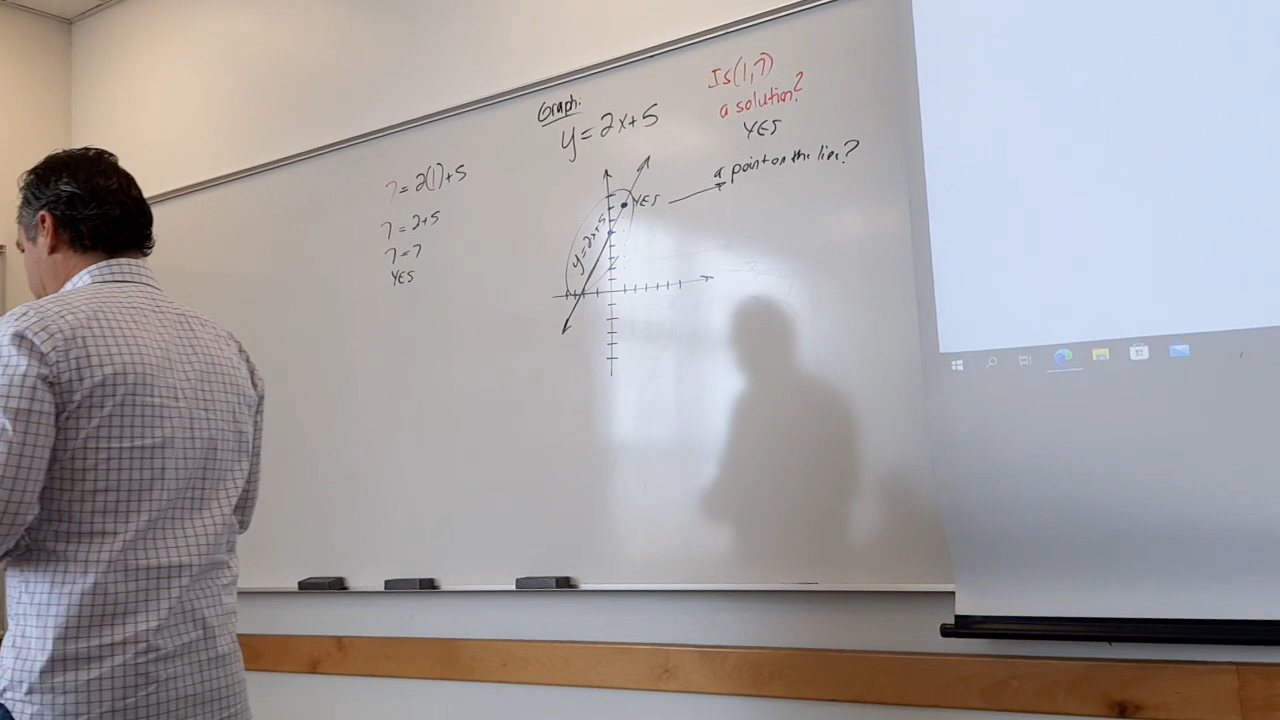 Graph:
y = 2x+5
Is (1,7)
a solution?
YES
a point on the line?
7 = 2(1)+5
7 = 2+5
7 = 7
YES
YES
y=2x+5